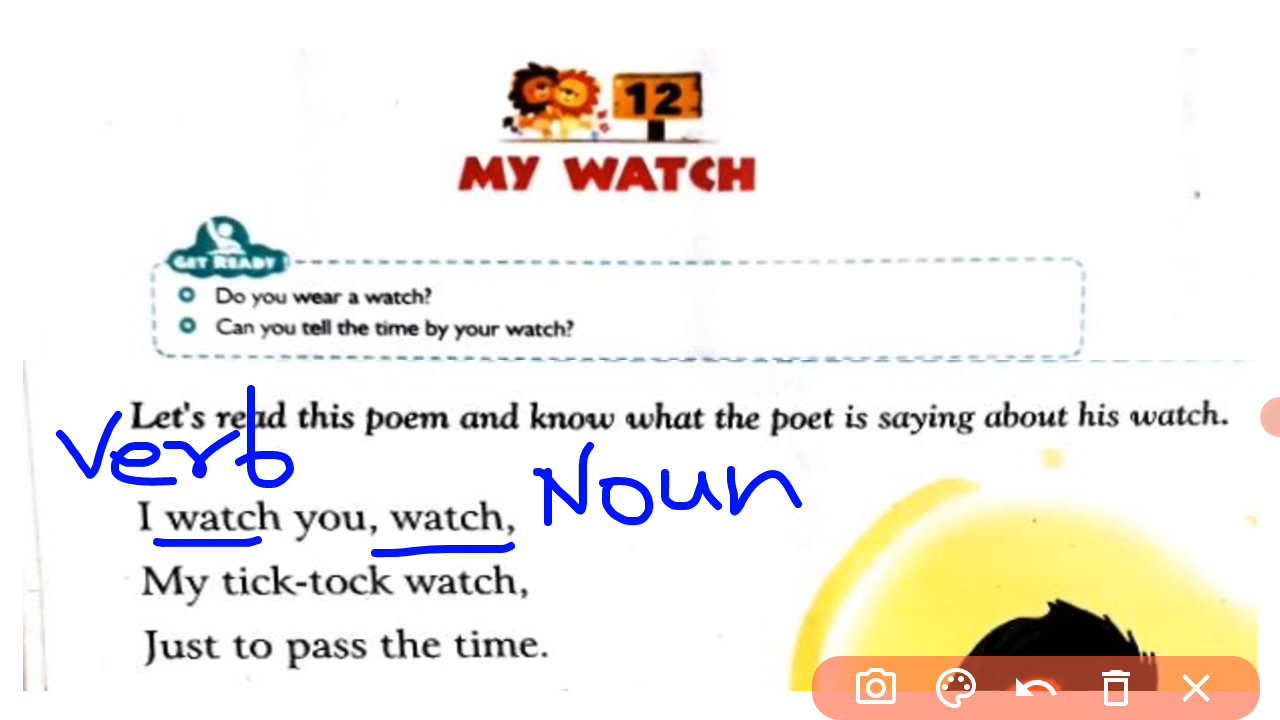 12
MY WATCH
GET READY!
Do you wear a watch?
Can you tell the time by your watch?
Let's read this poem and know what the poet is saying about his watch.
Verb
Noun
I watch you, watch,
My tick-tock watch,
Just to pass the time.